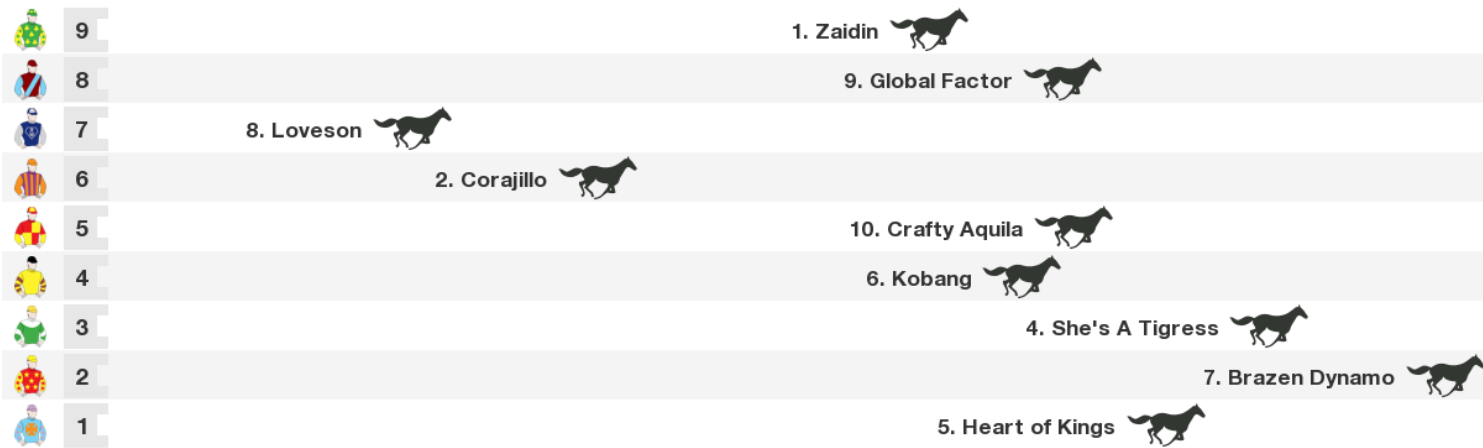 9 1. Zaidin
8 9. Global Factor
7 8. Loveson
6 2. Corajillo
5 10. Crafty Aquila
4 6. Kobang
3 4. She's A Tigress
2 7. Brazen Dynamo
1 5. Heart of Kings